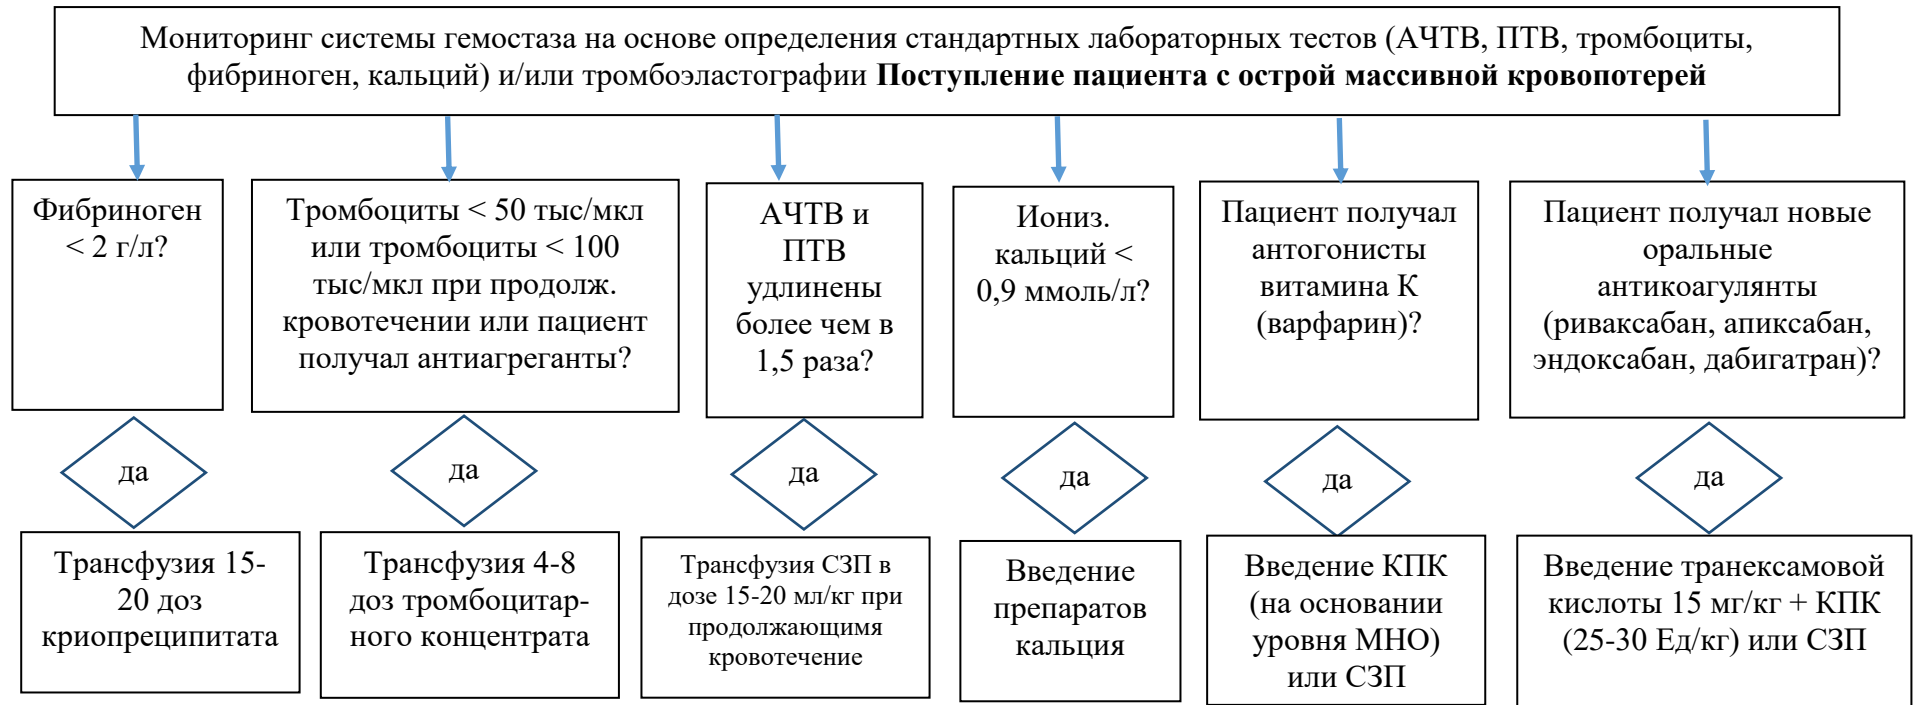 Мониторинг системы гемостаза на основе определения стандартных лабораторных тестов (АЧТВ, ПТВ, тромбоциты,
фибриноген, кальций) и/или тромбоэластографии Поступление пациента с острой массивной кровопотерей
Фибриноген
< 2 г/л?
Тромбоциты < 50 тыс/мкл
или тромбоциты < 100
тыс/мкл при продолж.
кровотечении или пациент
получал антиагреганты?
АЧТВ и
ПТВ
удлинены
более чем в
1,5 раза?
Иониз.
кальций <
0,9 ммоль/л?
Пациент получал
антогонисты
витамина К
(варфарин)?
Пациент получал новые
оральные
антикоагулянты
(риваксабан, апиксабан,
эндоксабан, дабигатран)?
да
да
да
да
да
да
Трансфузия 15-
20 доз
криопреципитата
Трансфузия 4-8
доз тромбоцитар-
ного концентрата
Трансфузия СЗП в
дозе 15-20 мл/кг при
продолжающимя
кровотечение
Введение
препаратов
кальция
Введение КПК
(на основании
уровня МНО)
или СЗП
Введение транексамовой
кислоты 15 мг/кг + КПК
(25-30 Ед/кг) или СЗП